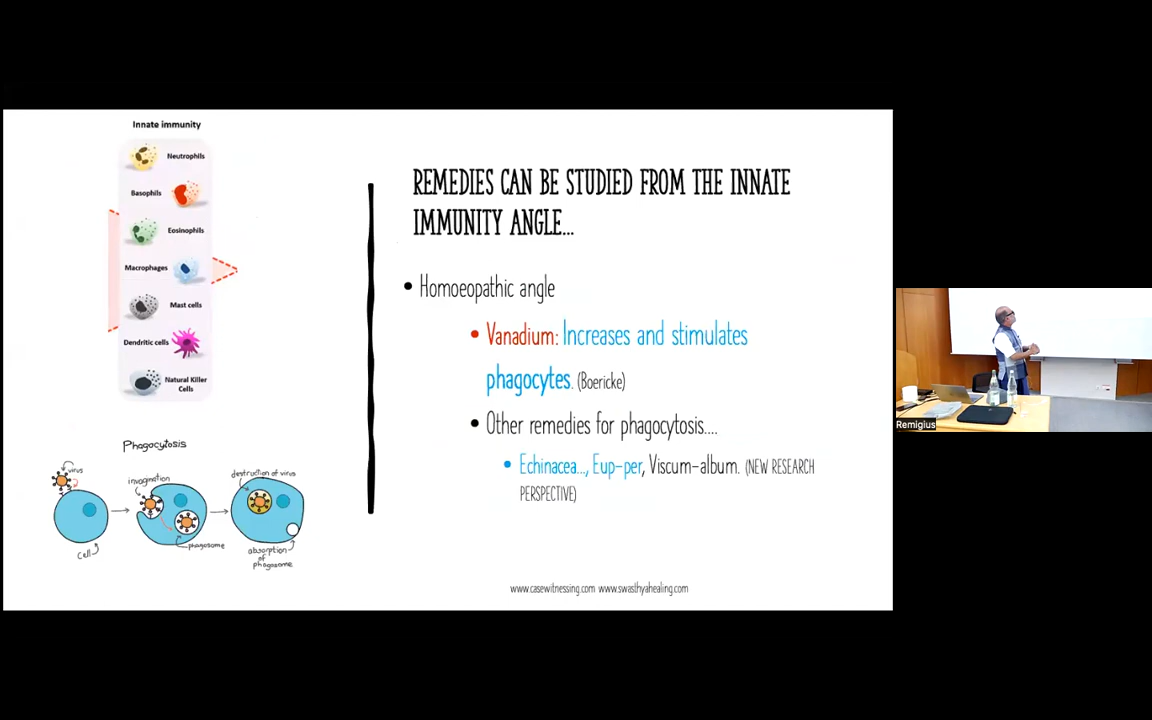 Innate immunity
Neutrophils
Basophils
Eosinophils
Macrophages
Mast cells
Dendritic cells
Natural Killer
Cells
Phagocytosis
virus
invagination
destruction of virus
cell
phagosome
absorption
of
phagosome
REMEDIES CAN BE STUDIED FROM THE INNATE
IMMUNITY ANGLE...
• Homoeopathic angle
• Vanadium: Increases and stimulates
phagocytes. (Boericke)
• Other remedies for phagocytosis....
• Echinacea..., Eup-per, Viscum-album. (NEW RESEARCH
PERSPECTIVE)
www.casewitnessing.com www.swasthyahealing.com
Remigius